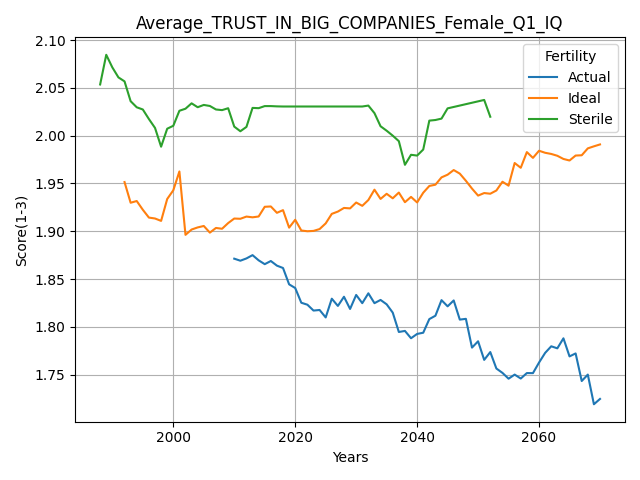 Average_TRUST_IN_BIG_COMPANIES_Female_Q1_IQ
2.10
2.05
2.00
1.95
1.90
1.85
1.80
1.75
Score(1-3)
Fertility
Actual
Ideal
Sterile
2000
2020
2040
2060
Years